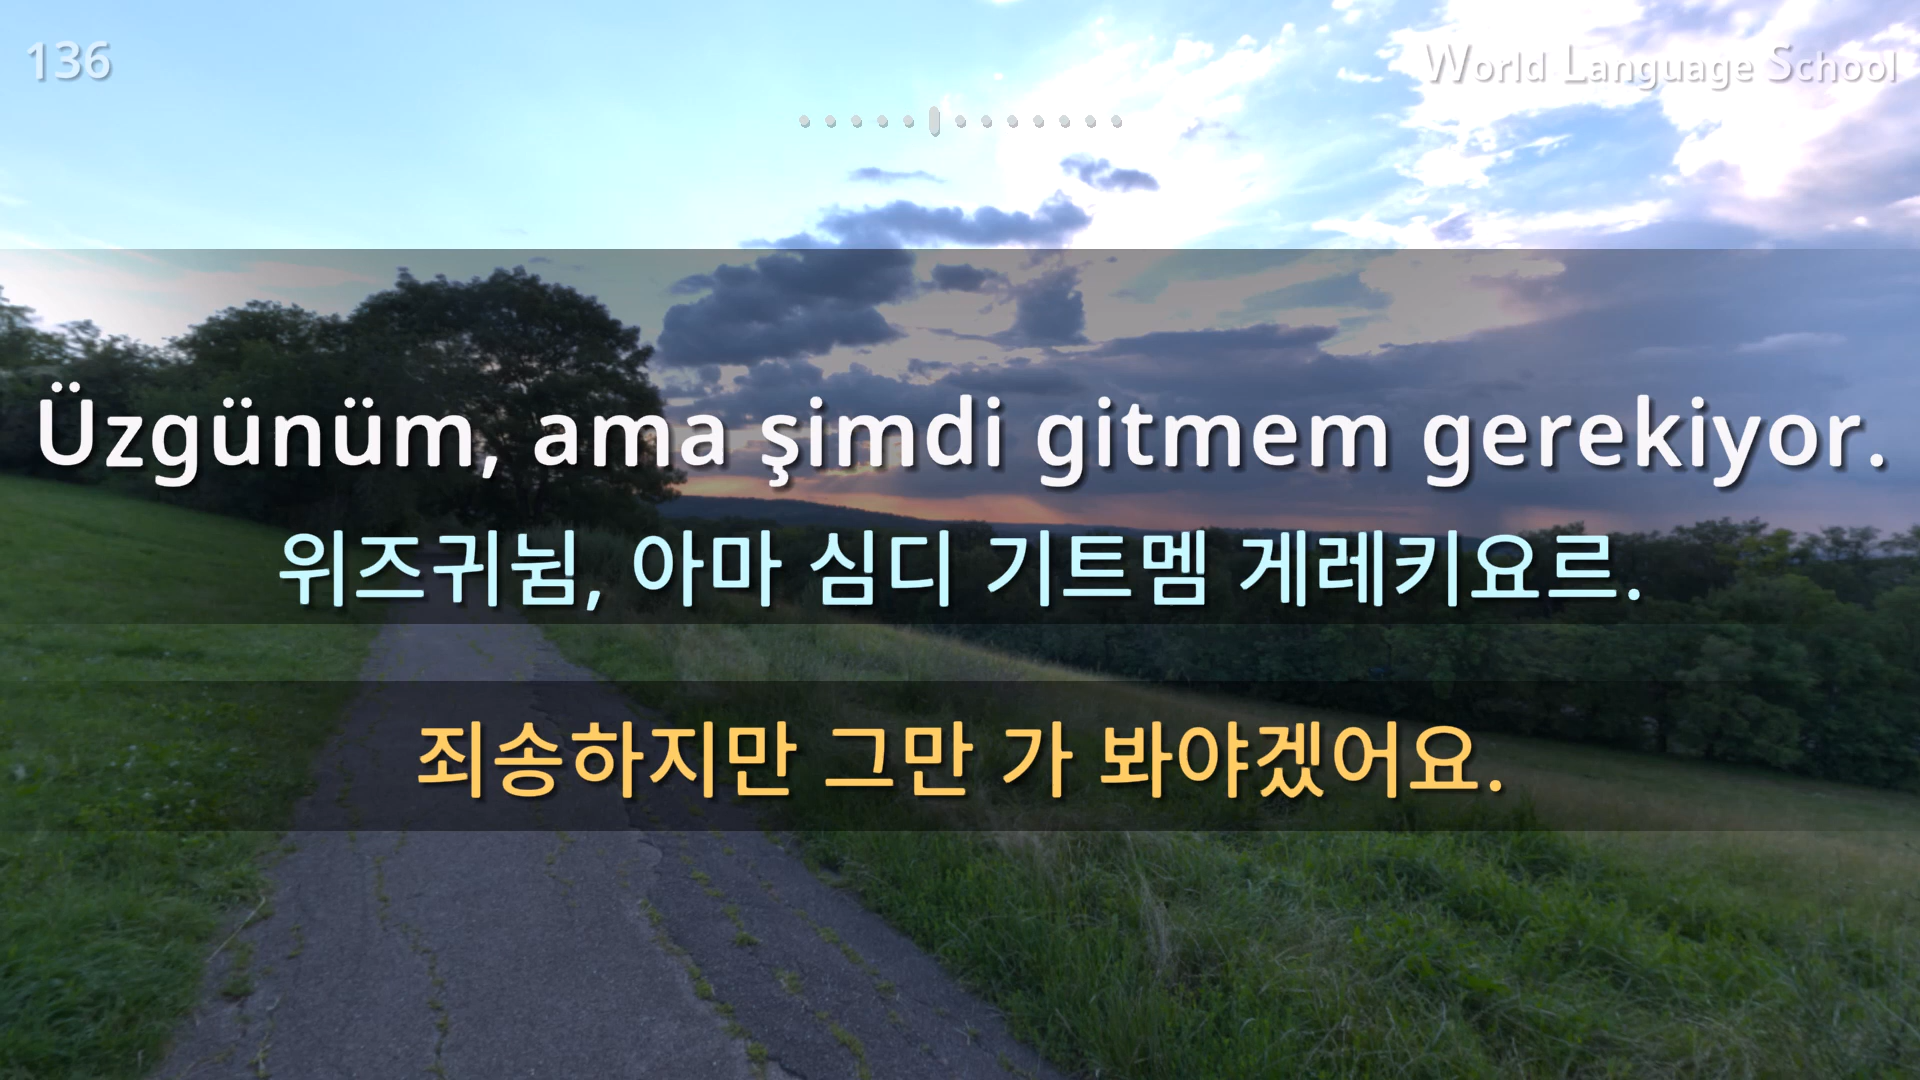 136
World Language School
Üzgünüm, ama şimdi gitmem gerekiyor.
위즈귀뉨, 아마 심디 기트멤 게레키요르.
죄송하지만 그만 가 봐야겠어요.